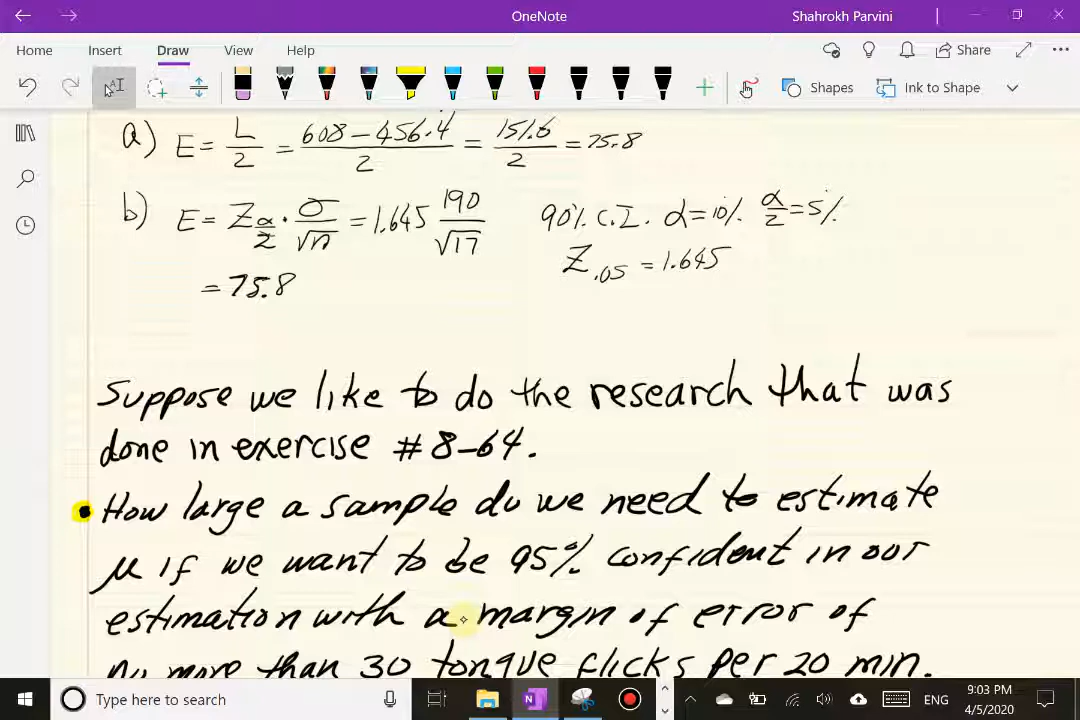 OneNote
Shahrokh Parvini
Home Insert Draw View Help
Share
Shapes
Ink to Shape
a) E = L/2 = (608 - 456.4)/2 = 151.6/2 = 75.8
b) E = Z α/2 · σ/√n = 1.645 190/√17
90% C.I. α = 10% α/2 = 5%
Z .05 = 1.645
= 75.8
Suppose we like to do the research that was
done in exercise #8-64.
• How large a sample do we need to estimate
μ if we want to be 95% confident in our
estimation with a margin of error of
no more than 30 tongue flicks per 20 min.
Type here to search
ENG
9:03 PM
4/5/2020